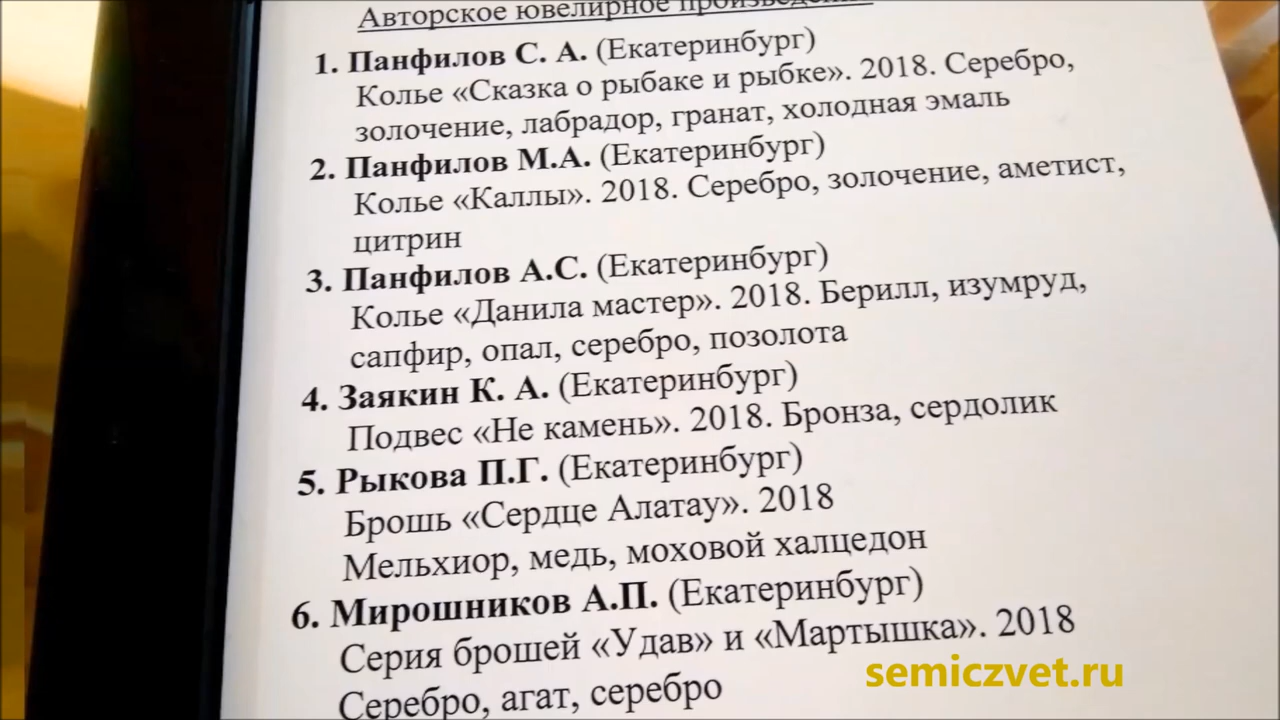 Авторское ювелирное произведение
1. Панфилов С. А. (Екатеринбург)
Колье «Сказка о рыбаке и рыбке». 2018. Серебро,
золочение, лабрадор, гранат, холодная эмаль
2. Панфилов М.А. (Екатеринбург)
Колье «Каллы». 2018. Серебро, золочение, аметист,
цитрин
3. Панфилов А.С. (Екатеринбург)
Колье «Данила мастер». 2018. Берилл, изумруд,
сапфир, опал, серебро, позолота
4. Заякин К. А. (Екатеринбург)
Подвес «Не камень». 2018. Бронза, сердолик
5. Рыкова П.Г. (Екатеринбург)
Брошь «Сердце Алатау». 2018
Мельхиор, медь, моховой халцедон
6. Мирошников А.П. (Екатеринбург)
Серия брошей «Удав» и «Мартышка». 2018
Серебро, агат, серебро
semiczvet.ru